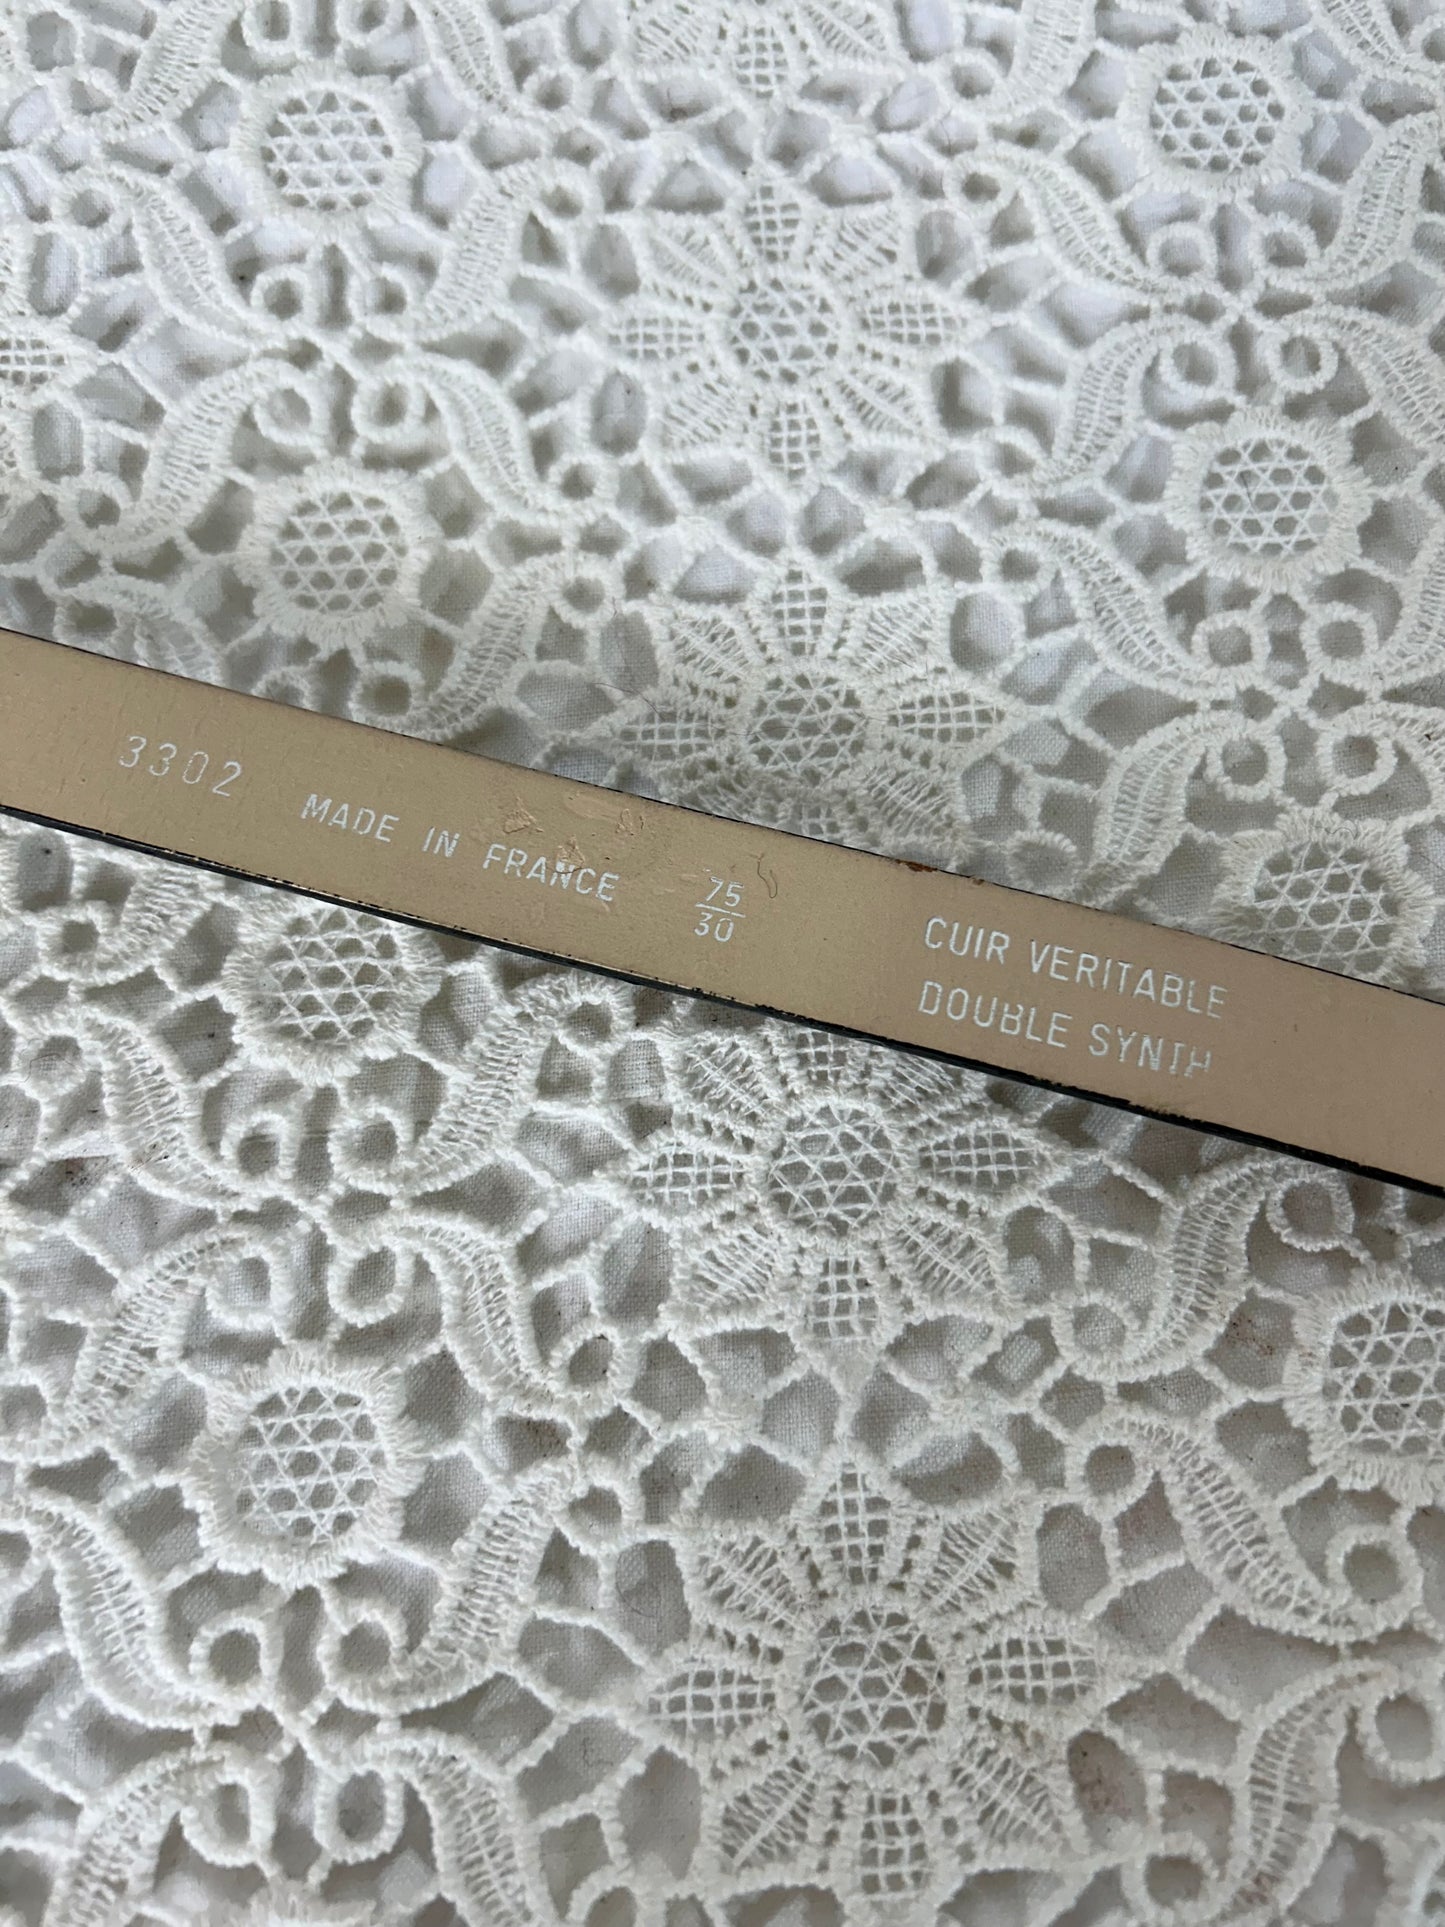 3302 MADE IN FRANCE 75/30
CUIR VERITABLE
DOUBLE SYNTH